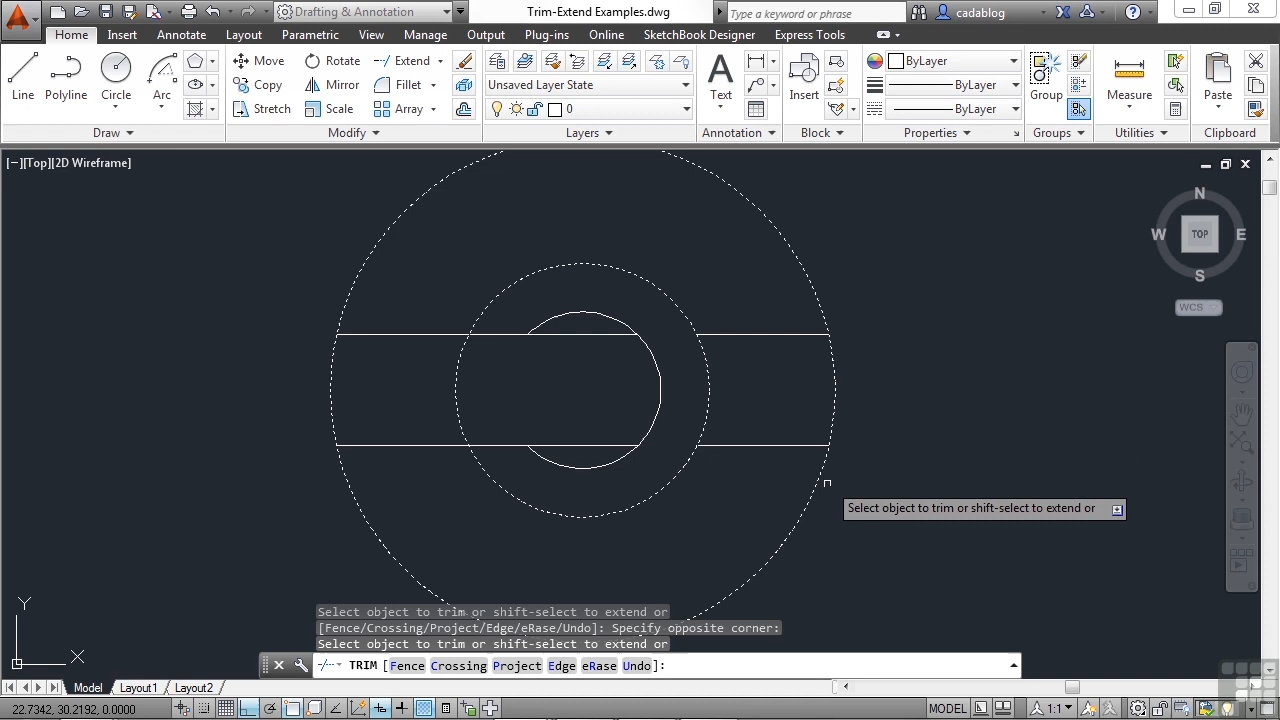 Drafting & Annotation
Trim-Extend Examples.dwg
Type a keyword or phrase
cadablog
Home Insert Annotate Layout Parametric View Manage Output Plug-ins Online SketchBook Designer Express Tools
Line Polyline Circle Arc
Move Rotate Extend
Copy Mirror Fillet
Stretch Scale Array
Unsaved Layer State
0
Text
Insert
ByLayer
ByLayer
ByLayer
Group
Measure
Paste
Draw Modify Layers Annotation Block Properties Groups Utilities Clipboard
[−][Top][2D Wireframe]
N
W TOP E
S
WCS
Select object to trim or shift-select to extend or
Y
X
Select object to trim or shift-select to extend or
[Fence/Crossing/Project/Edge/eRase/Undo]: Specify opposite corner:
Select object to trim or shift-select to extend or
TRIM [Fence Crossing Project Edge eRase Undo]:
Model Layout1 Layout2
22.7342, 30.2192, 0.0000 MODEL 1:1